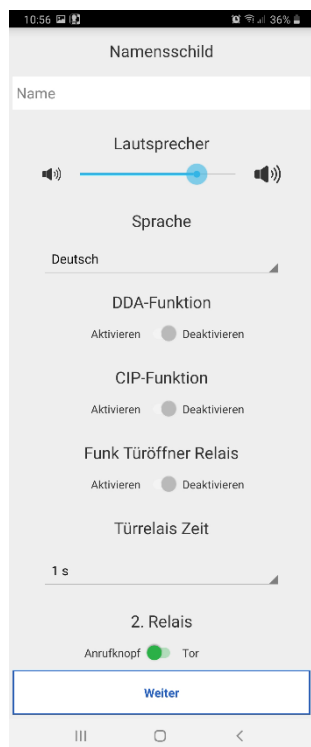 10:56 36%
Namensschild
Name
Lautsprecher
Sprache
Deutsch
DDA-Funktion
Aktivieren Deaktivieren
CIP-Funktion
Aktivieren Deaktivieren
Funk Türöffner Relais
Aktivieren Deaktivieren
Türrelais Zeit
1 s
2. Relais
Anrufknopf Tor
Weiter